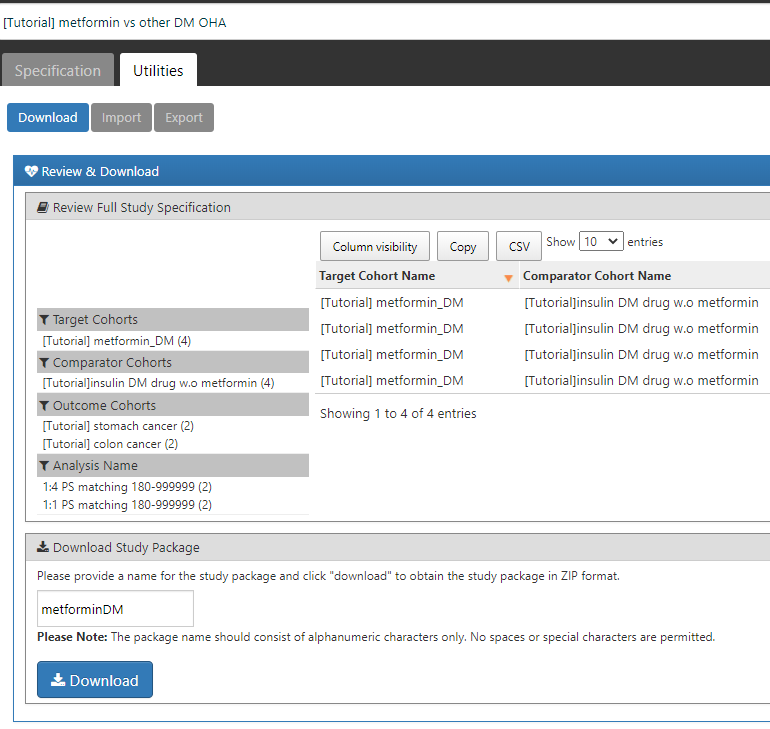 [Tutorial] metformin vs other DM OHA
Specification
Utilities
Download
Import
Export
Review & Download
Review Full Study Specification
Column visibility
Copy
CSV
Show 10 entries
Target Cohort Name
Comparator Cohort Name
[Tutorial] metformin_DM
[Tutorial]insulin DM drug w.o metformin
[Tutorial] metformin_DM
[Tutorial]insulin DM drug w.o metformin
[Tutorial] metformin_DM
[Tutorial]insulin DM drug w.o metformin
[Tutorial] metformin_DM
[Tutorial]insulin DM drug w.o metformin
Showing 1 to 4 of 4 entries
Target Cohorts
[Tutorial] metformin_DM (4)
Comparator Cohorts
[Tutorial]insulin DM drug w.o metformin (4)
Outcome Cohorts
[Tutorial] stomach cancer (2)
[Tutorial] colon cancer (2)
Analysis Name
1:4 PS matching 180-999999 (2)
1:1 PS matching 180-999999 (2)
Download Study Package
Please provide a name for the study package and click "download" to obtain the study package in ZIP format.
metforminDM
Please Note: The package name should consist of alphanumeric characters only. No spaces or special characters are permitted.
Download